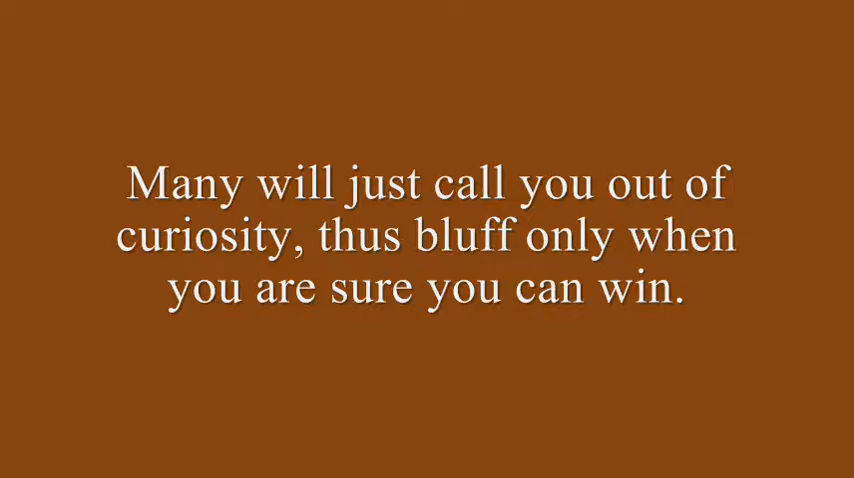 Many will just call you out of
curiosity, thus bluff only when
you are sure you can win.